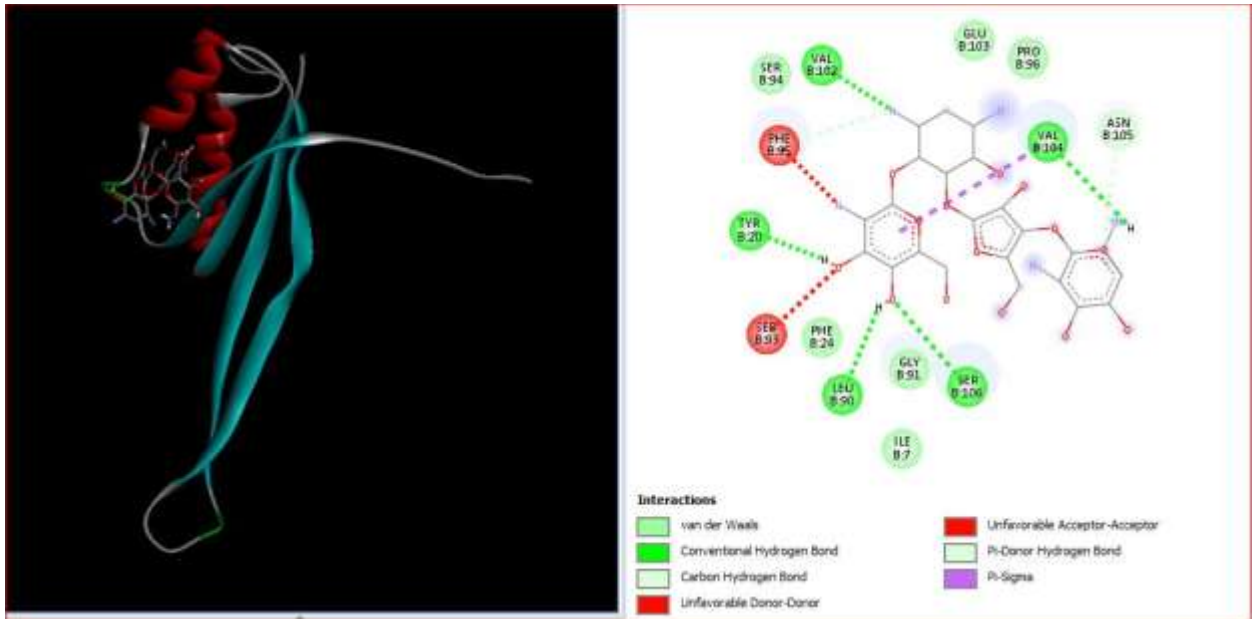 GLU
B:103
PRO
B:96
VAL
B:102
SER
B:94
ASN
B:105
VAL
B:104
PHE
B:95
TYR
B:20
H
H
SER
B:93
PHE
B:24
H
GLY
B:91
LEU
B:90
SER
B:106
ILE
B:7
Interactions
van der Waals
Conventional Hydrogen Bond
Carbon Hydrogen Bond
Unfavorable Donor-Donor
Unfavorable Acceptor-Acceptor
Pi-Donor Hydrogen Bond
Pi-Sigma